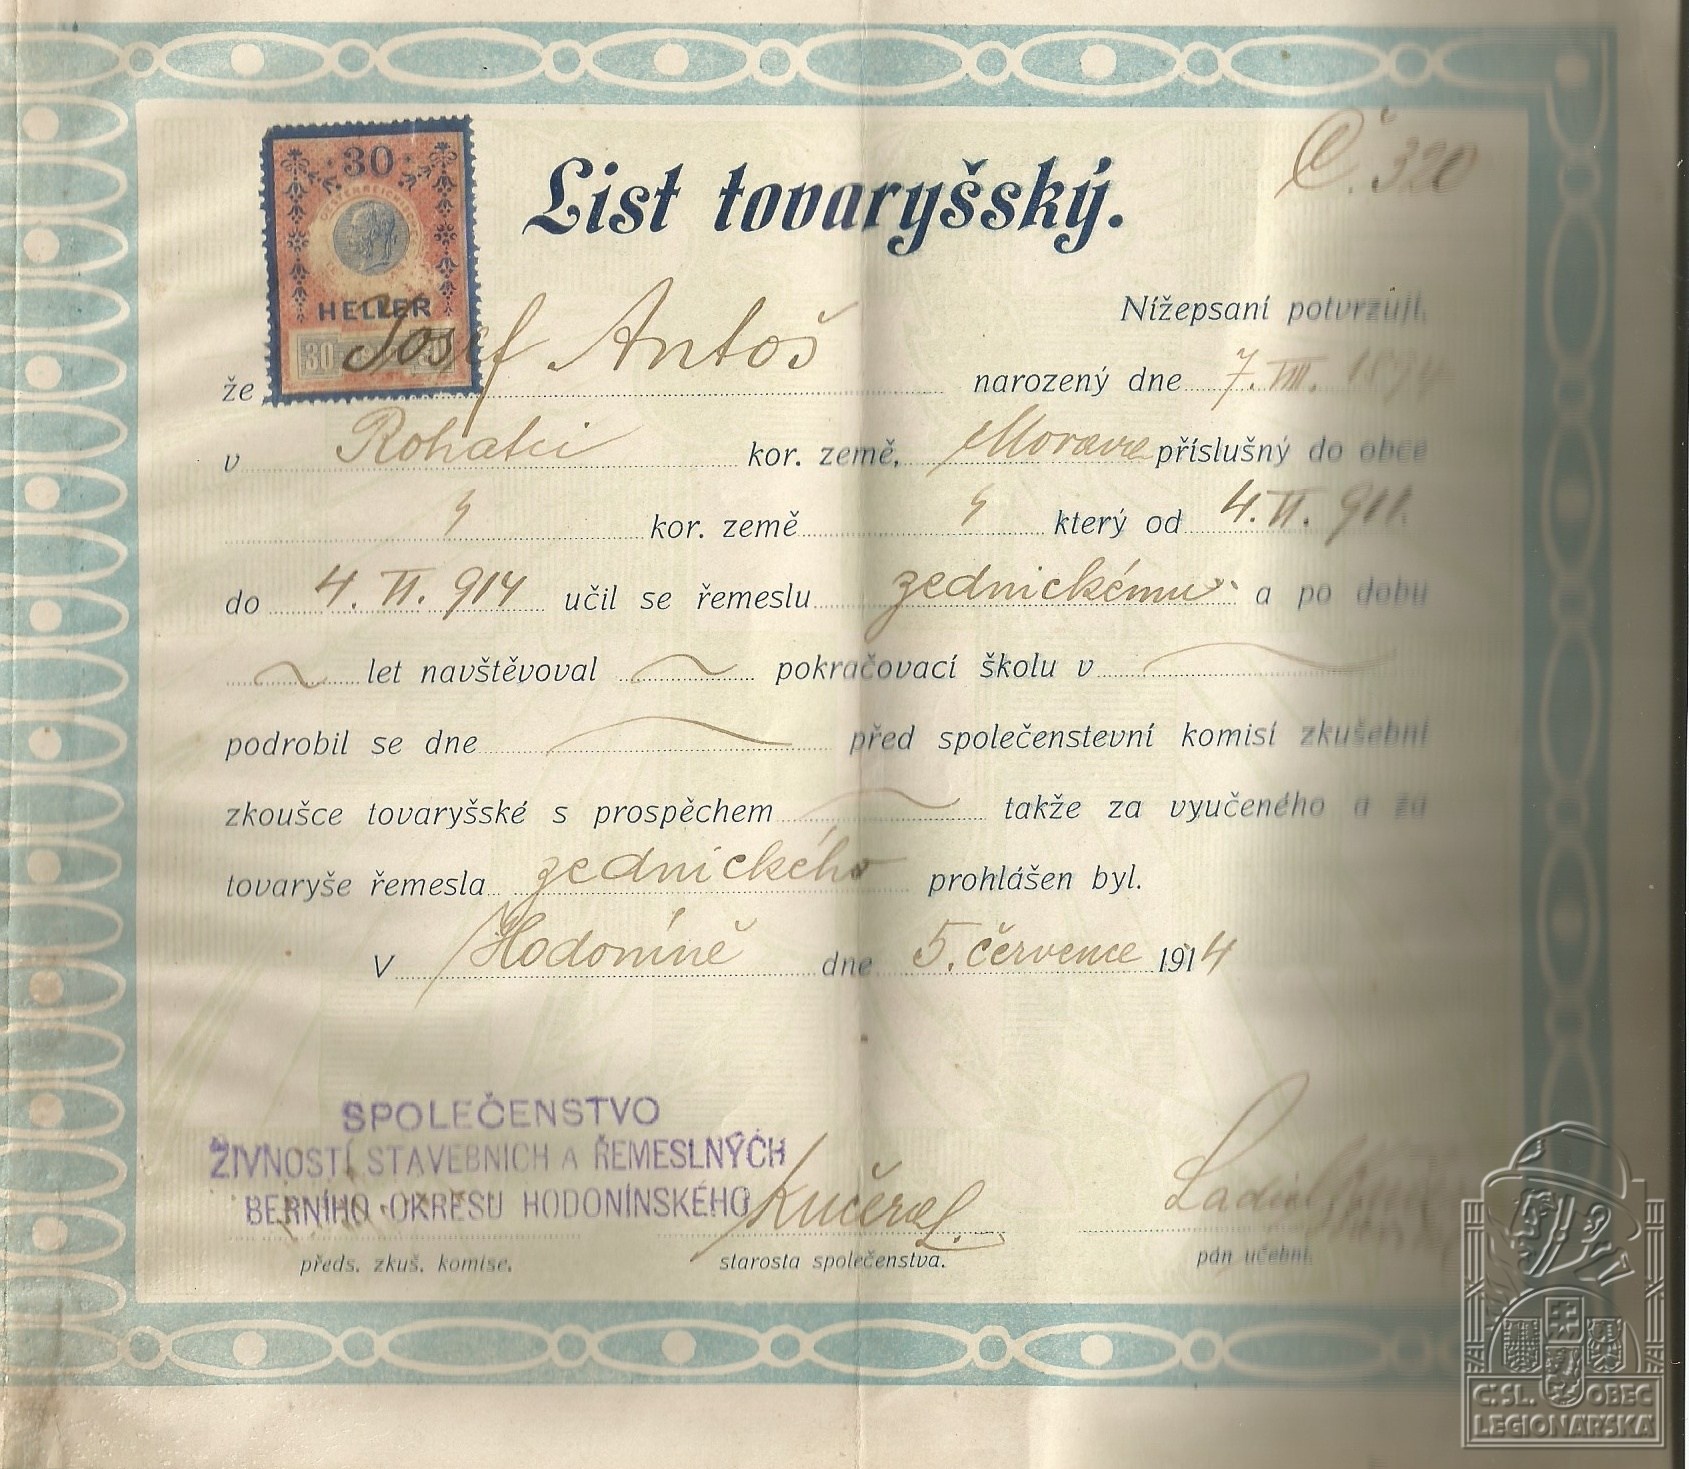 Č. 320
30
HELLER
30
List tovaryšský.
Nížepsaní potvrzují,
že Josef Antoš narozený dne 7. VIII. 1894
v Rohatci kor. země, Morava příslušný do obce
kor. země který od 4. VI. 911.
do 4. VI. 914 učil se řemeslu zednickému a po dobu
let navštěvoval pokračovací školu v
podrobil se dne před společenstevní komisí zkušební
zkoušce tovaryšské s prospěchem takže za vyučeného a za
tovaryše řemesla zednického prohlášen byl.
V Hodoníně dne 5. července 1914
SPOLEČENSTVO
ŽIVNOSTÍ STAVEBNICH A ŘEMESLNÝCH
BERNÍHO OKRESU HODONÍNSKÉHO
Kučera L.
předs. zkuš. komise. starosta společenstva. pán učební.
Č. SL. OBEC
LEGIONÁŘSKÁ